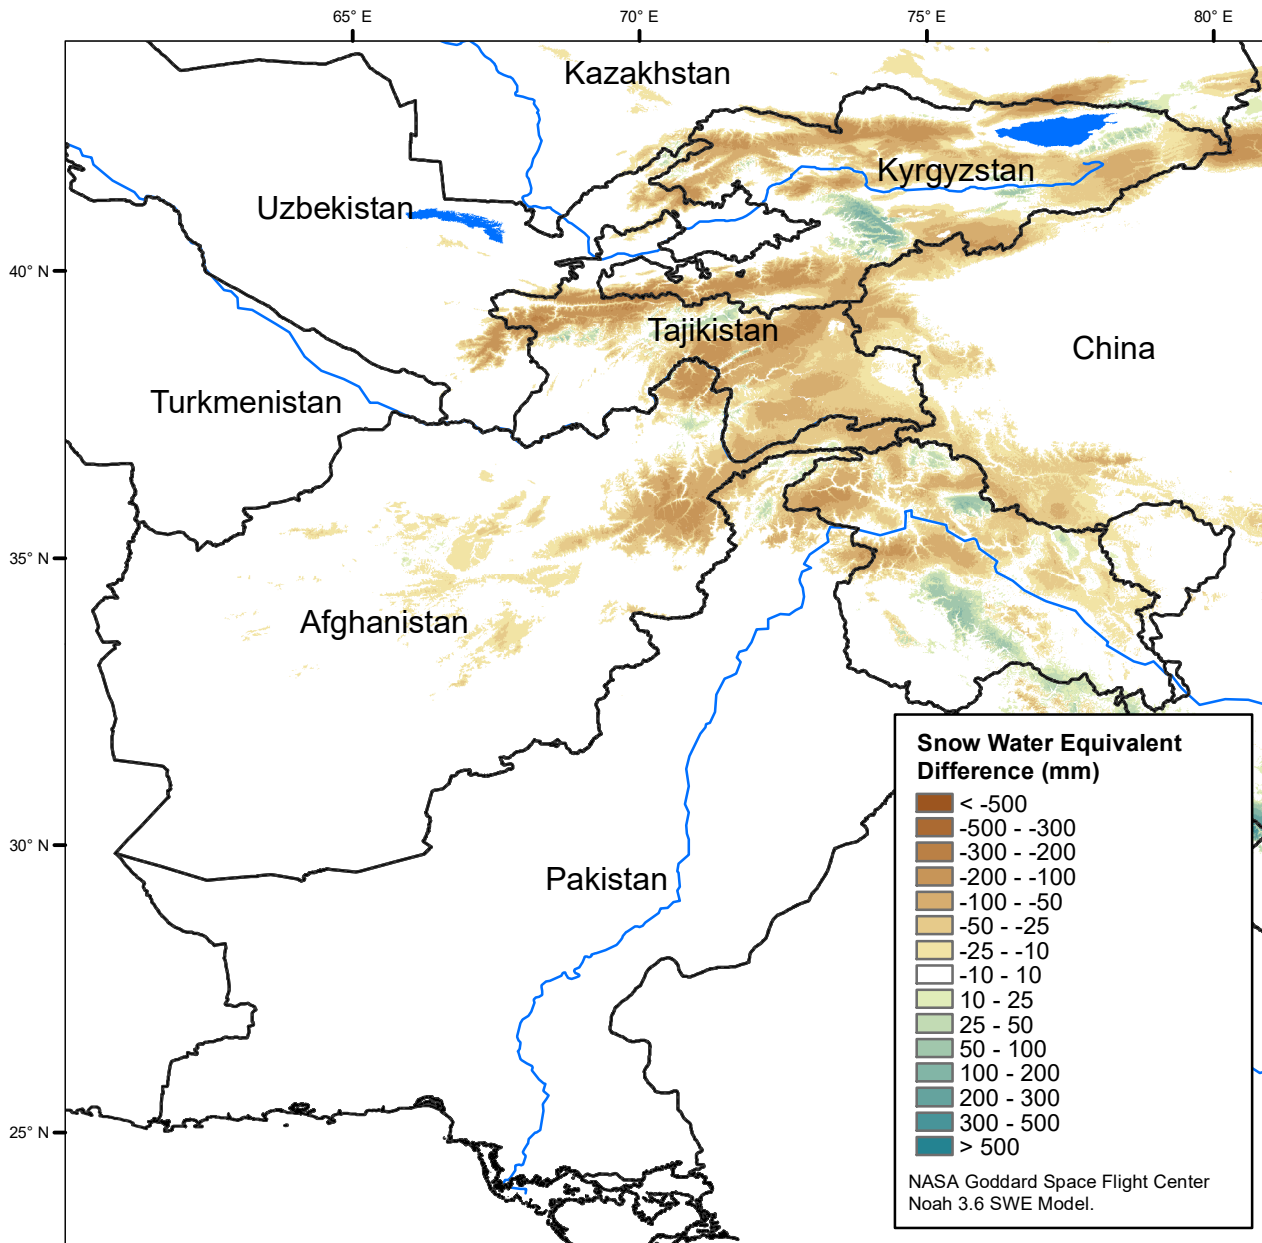 65° E
70° E
75° E
80° E
Kazakhstan
Kyrgyzstan
Uzbekistan
40° N
Tajikistan
China
Turkmenistan
35° N
Afghanistan
Snow Water Equivalent
Difference (mm)
< -500
-500 - -300
-300 - -200
-200 - -100
-100 - -50
-50 - -25
-25 - -10
-10 - 10
10 - 25
25 - 50
50 - 100
100 - 200
200 - 300
300 - 500
> 500
NASA Goddard Space Flight Center
Noah 3.6 SWE Model.
30° N
Pakistan
25° N